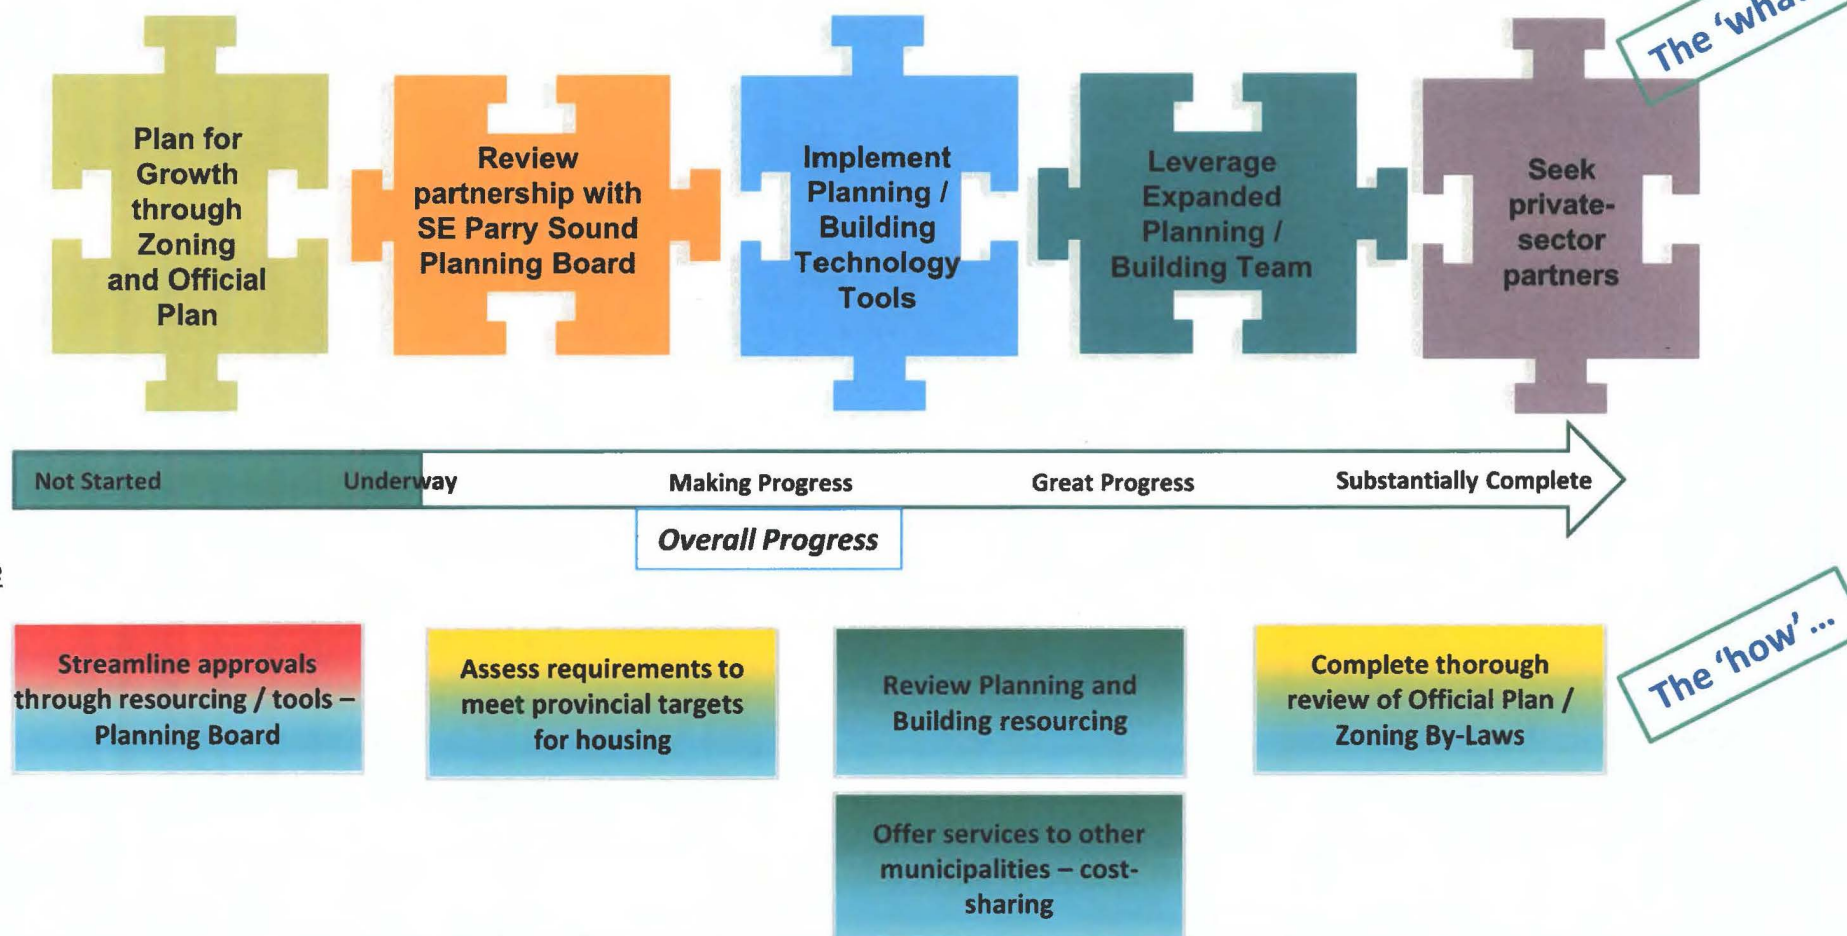 The 'what
Plan for
Growth
through
Zoning
and Official
Plan
Review
partnership with
SE Parry Sound
Planning Board
Implement
Planning /
Building
Technology
Tools
Leverage
Expanded
Planning /
Building Team
Seek
private-
sector
partners
Not Started
Underway
Making Progress
Great Progress
Substantially Complete
Overall Progress
The 'how' ...
Streamline approvals
through resourcing / tools –
Planning Board
Assess requirements to
meet provincial targets
for housing
Review Planning and
Building resourcing
Complete thorough
review of Official Plan /
Zoning By-Laws
Offer services to other
municipalities – cost-
sharing